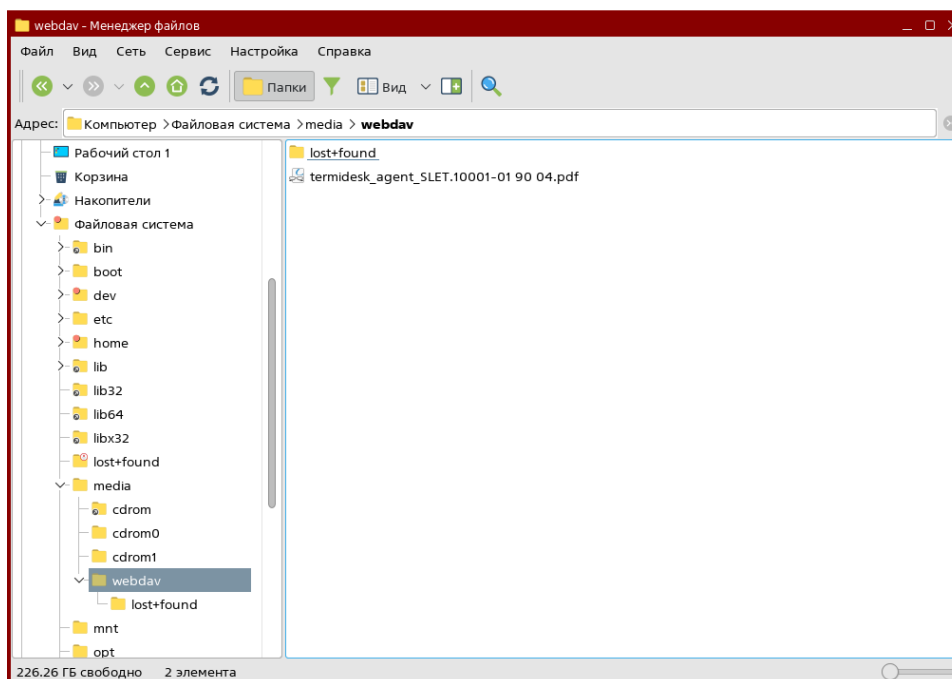 webdav - Менеджер файлов
Файл Вид Сеть Сервис Настройка Справка
Папки Вид
Адрес: Компьютер >Файловая система >media > webdav
Рабочий стол 1
Корзина
Накопители
Файловая система
bin
boot
dev
etc
home
lib
lib32
lib64
libx32
lost+found
media
cdrom
cdrom0
cdrom1
webdav
lost+found
mnt
opt
lost+found
termidesk_agent_SLET.10001-01 90 04.pdf
226.26 ГБ свободно 2 элемента